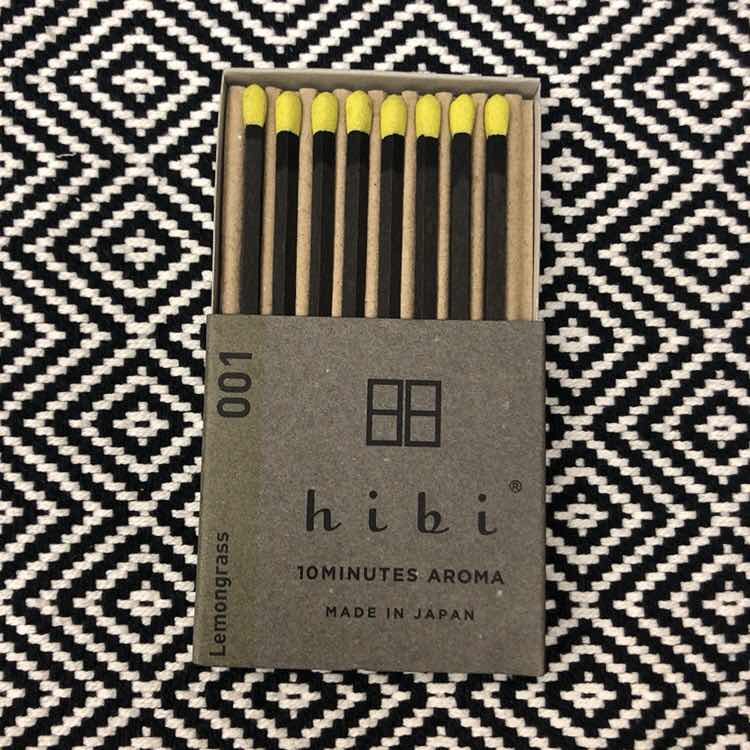 001
Lemongrass
hibi®
10MINUTES AROMA
MADE IN JAPAN